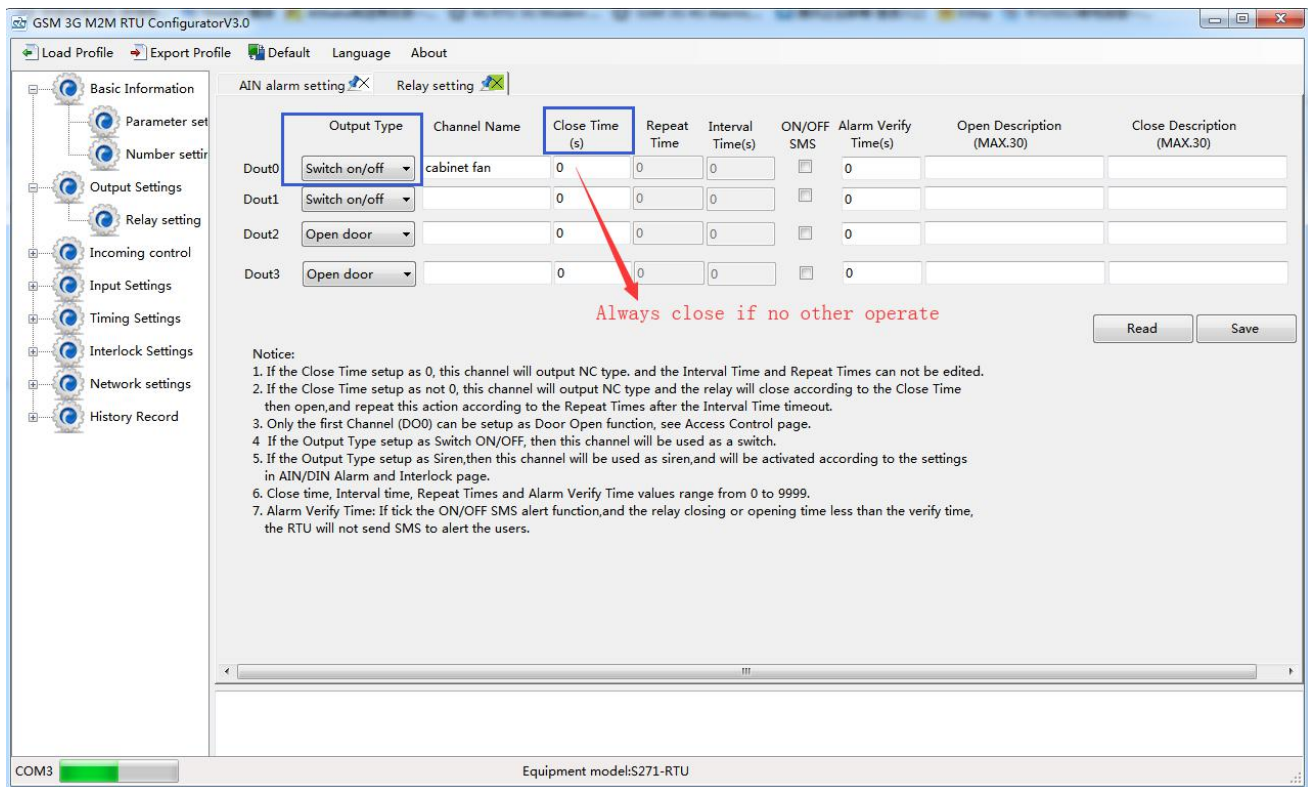 GSM 3G M2M RTU ConfiguratorV3.0
Load Profile Export Profile Default Language About
Basic Information
Parameter set
Number settir
Output Settings
Relay setting
Incoming control
Input Settings
Timing Settings
Interlock Settings
Network settings
History Record
AIN alarm setting Relay setting
Output Type Channel Name Close Time (s) Repeat Time Interval Time(s) ON/OFF SMS Alarm Verify Time(s) Open Description (MAX.30) Close Description (MAX.30)
Dout0 Switch on/off cabinet fan 0 0 0 0
Dout1 Switch on/off 0 0 0 0
Dout2 Open door 0 0 0 0
Dout3 Open door 0 0 0 0
Always close if no other operate
Read Save
Notice:
1. If the Close Time setup as 0, this channel will output NC type. and the Interval Time and Repeat Times can not be edited.
2. If the Close Time setup as not 0, this channel will output NC type and the relay will close according to the Close Time
then open,and repeat this action according to the Repeat Times after the Interval Time timeout.
3. Only the first Channel (DO0) can be setup as Door Open function, see Access Control page.
4 If the Output Type setup as Switch ON/OFF, then this channel will be used as a switch.
5. If the Output Type setup as Siren,then this channel will be used as siren,and will be activated according to the settings
in AIN/DIN Alarm and Interlock page.
6. Close time, Interval time, Repeat Times and Alarm Verify Time values range from 0 to 9999.
7. Alarm Verify Time: If tick the ON/OFF SMS alert function,and the relay closing or opening time less than the verify time,
the RTU will not send SMS to alert the users.
COM3 Equipment model:S271-RTU